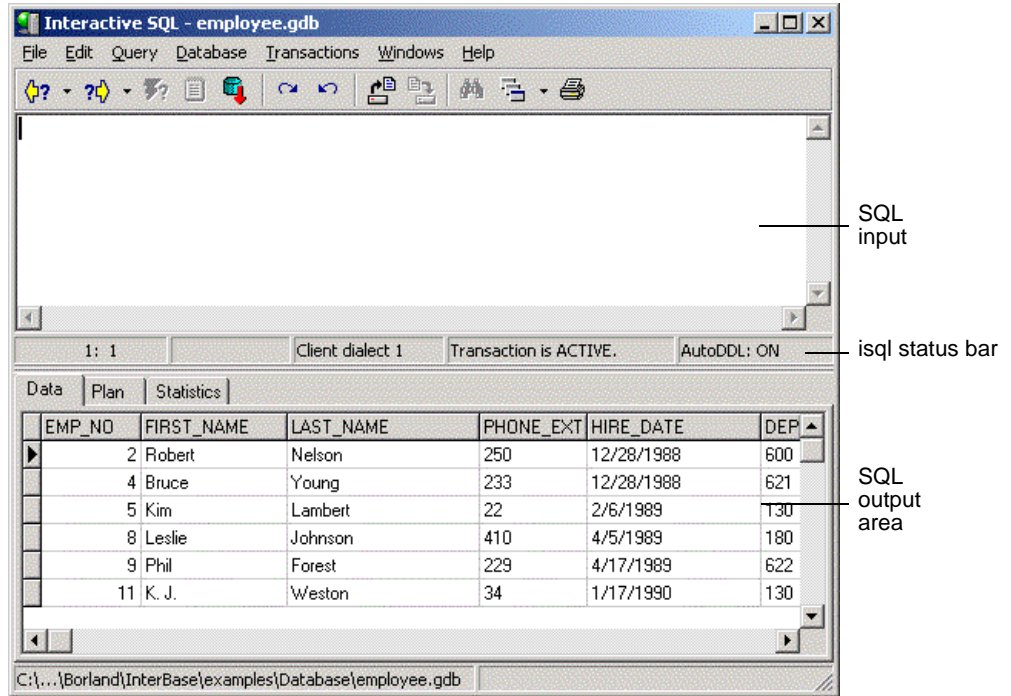 Interactive SQL - employee.gdb
File Edit Query Database Transactions Windows Help
SQL
input
1: 1 Client dialect 1 Transaction is ACTIVE. AutoDDL: ON
isql status bar
Data Plan Statistics
EMP_NO FIRST_NAME LAST_NAME PHONE_EXT HIRE_DATE DEP
2 Robert Nelson 250 12/28/1988 600
4 Bruce Young 233 12/28/1988 621
5 Kim Lambert 22 2/6/1989 130
8 Leslie Johnson 410 4/5/1989 180
9 Phil Forest 229 4/17/1989 622
11 K. J. Weston 34 1/17/1990 130
SQL
output
area
C:\...\Borland\InterBase\examples\Database\employee.gdb